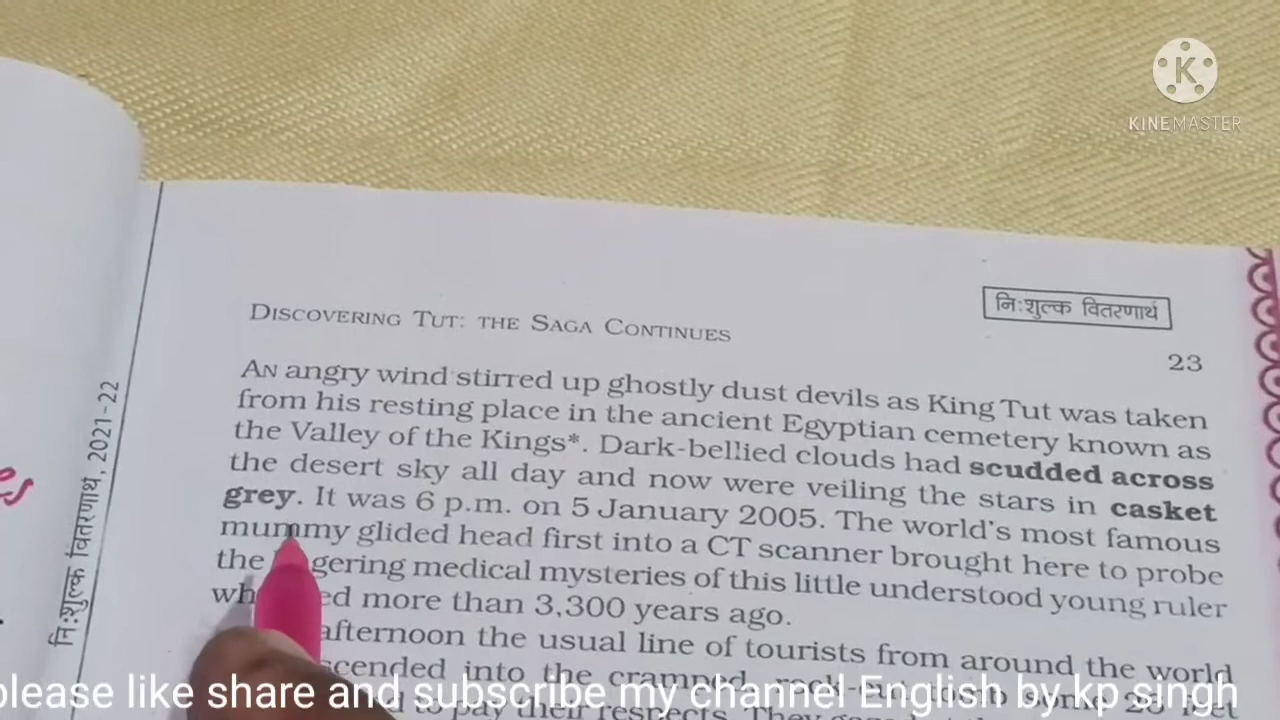 KINEMASTER
निःशुल्क वितरणार्थ
DISCOVERING TUT: THE SAGA CONTINUES
23
AN angry wind stirred up ghostly dust devils as King Tut was taken
from his resting place in the ancient Egyptian cemetery known as
the Valley of the Kings*. Dark-bellied clouds had scudded across
the desert sky all day and now were veiling the stars in casket
grey. It was 6 p.m. on 5 January 2005. The world's most famous
mummy glided head first into a CT scanner brought here to probe
the medical mysteries of this little understood young ruler
more than 3,300 years ago.
afternoon the usual line of tourists from around the world
into the cramped
to pay their respects. They
निःशुल्क वितरणार्थ, 2021-22
please like share and subscribe my channel English by kp singh